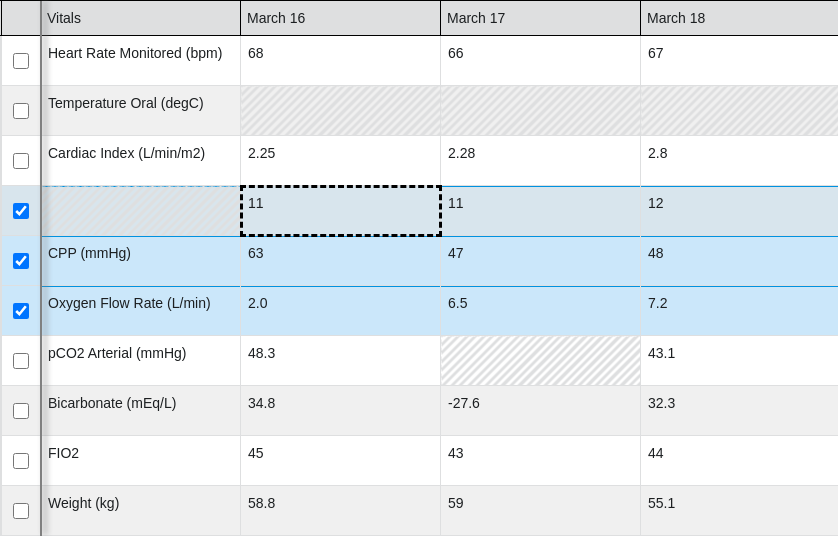 Vitals March 16 March 17 March 18
Heart Rate Monitored (bpm) 68 66 67
Temperature Oral (degC)
Cardiac Index (L/min/m2) 2.25 2.28 2.8
11 11 12
CPP (mmHg) 63 47 48
Oxygen Flow Rate (L/min) 2.0 6.5 7.2
pCO2 Arterial (mmHg) 48.3 43.1
Bicarbonate (mEq/L) 34.8 -27.6 32.3
FIO2 45 43 44
Weight (kg) 58.8 59 55.1